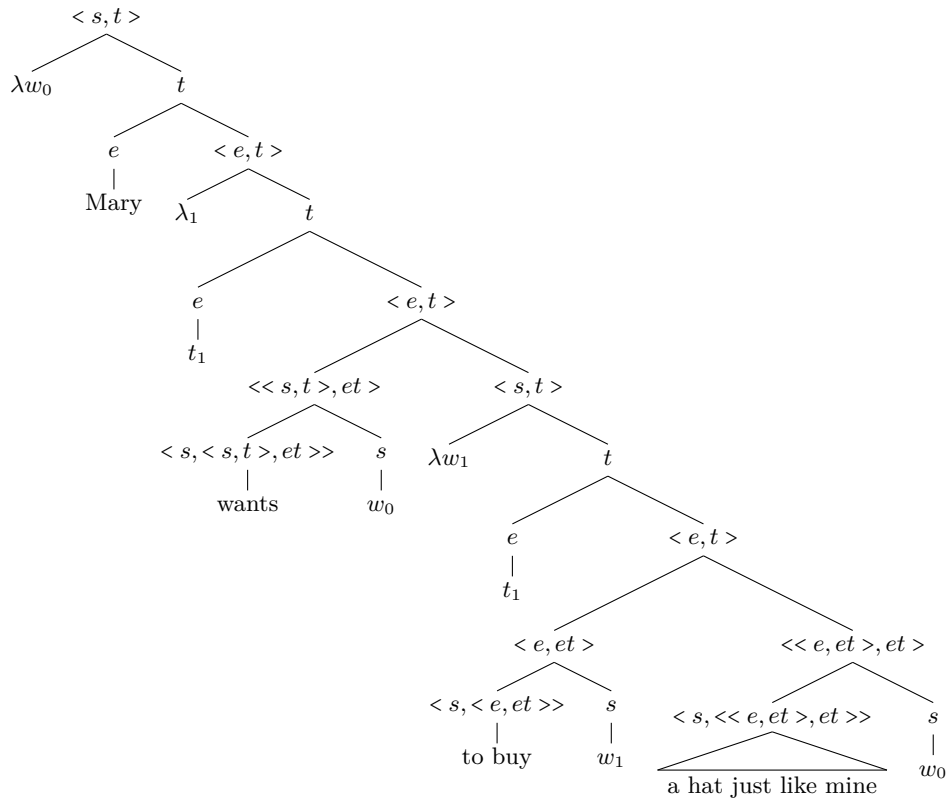 < s, t >
λw₀ t
e < e, t >
Mary λ₁ t
e < e, t >
t₁ << s, t >, et > < s, t >
< s, < s, t >, et >> s λw₁ t
wants w₀ e < e, t >
t₁
< e, et > << e, et >, et >
< s, < e, et >> s < s, << e, et >, et >> s
to buy w₁ a hat just like mine w₀